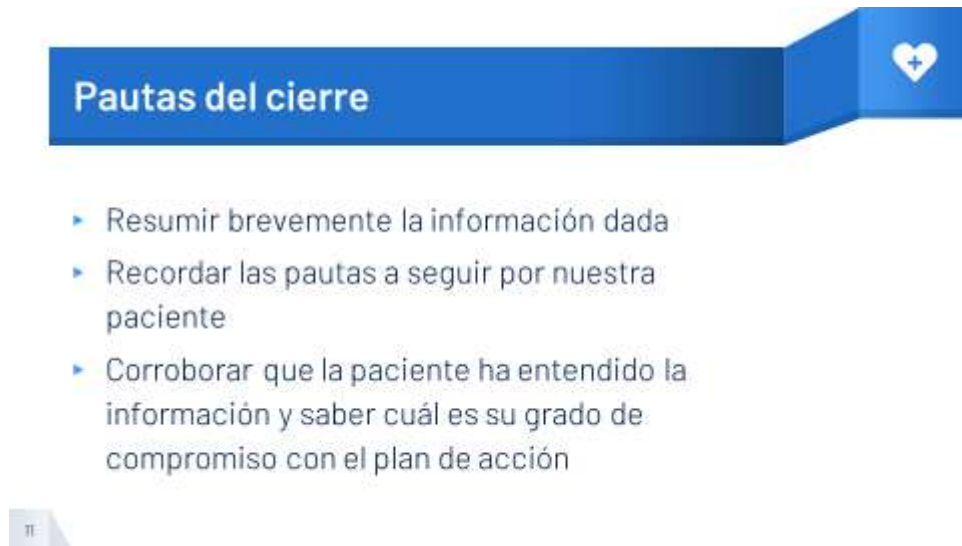 Pautas del cierre
Resumir brevemente la información dada
Recordar las pautas a seguir por nuestra
paciente
Corroborar que la paciente ha entendido la
información y saber cuál es su grado de
compromiso con el plan de acción
11